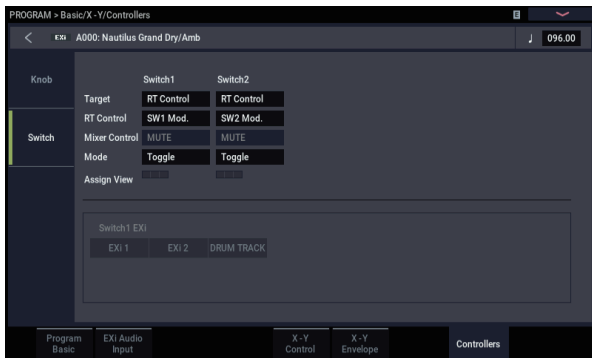 PROGRAM > Basic/X-Y/Controllers
E
EXi A000: Nautilus Grand Dry/Amb
♩ 096.00
Knob
Switch
Switch1 Switch2
Target RT Control RT Control
RT Control SW1 Mod. SW2 Mod.
Mixer Control MUTE MUTE
Mode Toggle Toggle
Assign View
Switch1 EXi
EXi 1 EXi 2 DRUM TRACK
Program Basic
EXi Audio Input
X-Y Control
X-Y Envelope
Controllers